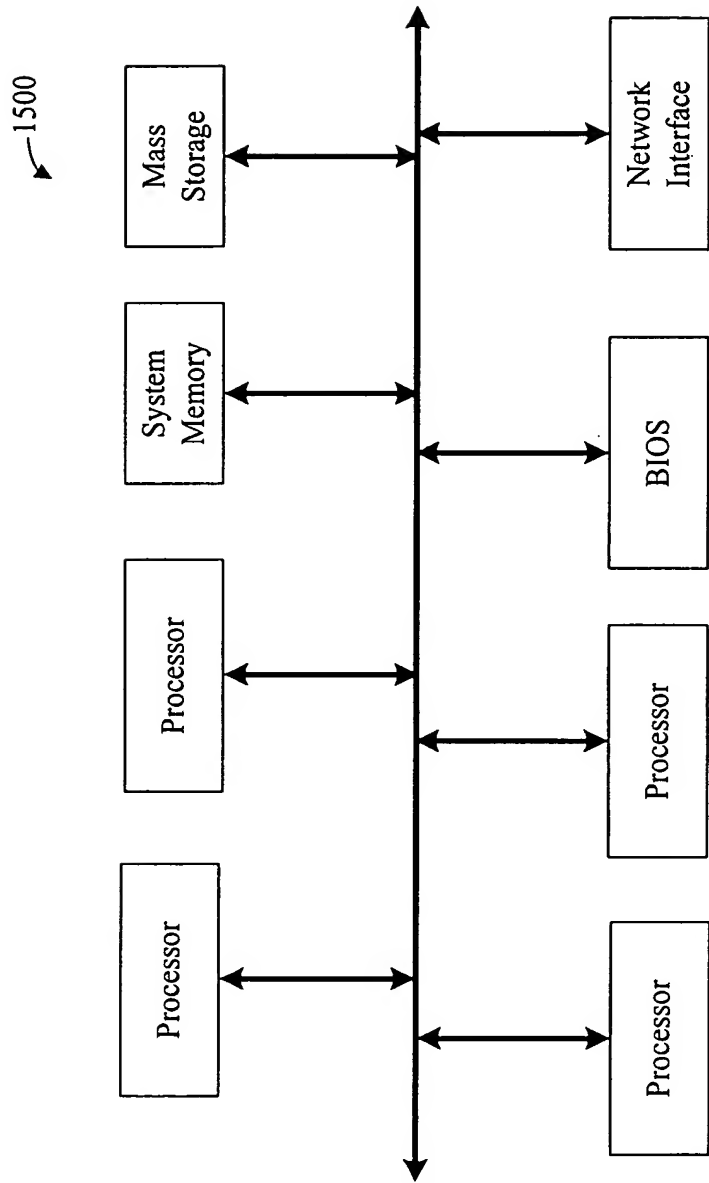 1500
Processor
Processor
System
Memory
Mass
Storage
Processor
Processor
BIOS
Network
Interface